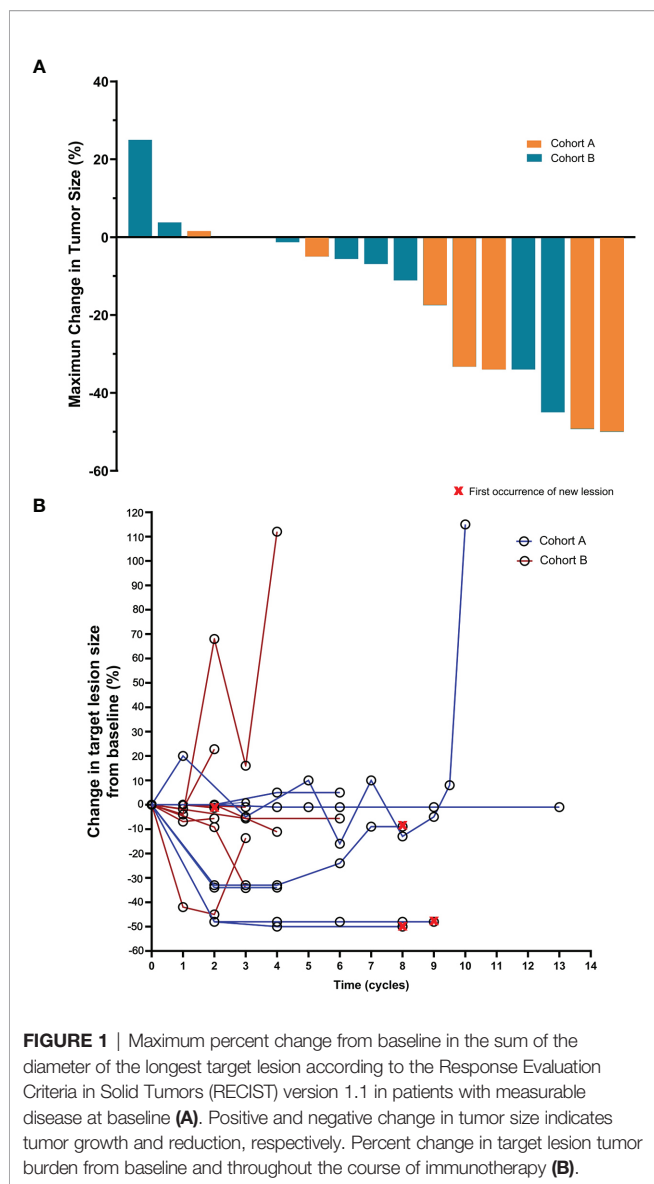 A
Maximun Change in Tumor Size (%)
40
20
0
-20
-40
-60
Cohort A
Cohort B
First occurrence of new lession
B
Change in target lesion size
from baseline (%)
120
110
100
90
80
70
60
50
40
30
20
10
0
-10
-20
-30
-40
-50
-60
Cohort A
Cohort B
0 1 2 3 4 5 6 7 8 9 10 11 12 13 14
Time (cycles)
FIGURE 1 | Maximum percent change from baseline in the sum of the
diameter of the longest target lesion according to the Response Evaluation
Criteria in Solid Tumors (RECIST) version 1.1 in patients with measurable
disease at baseline (A). Positive and negative change in tumor size indicates
tumor growth and reduction, respectively. Percent change in target lesion tumor
burden from baseline and throughout the course of immunotherapy (B).